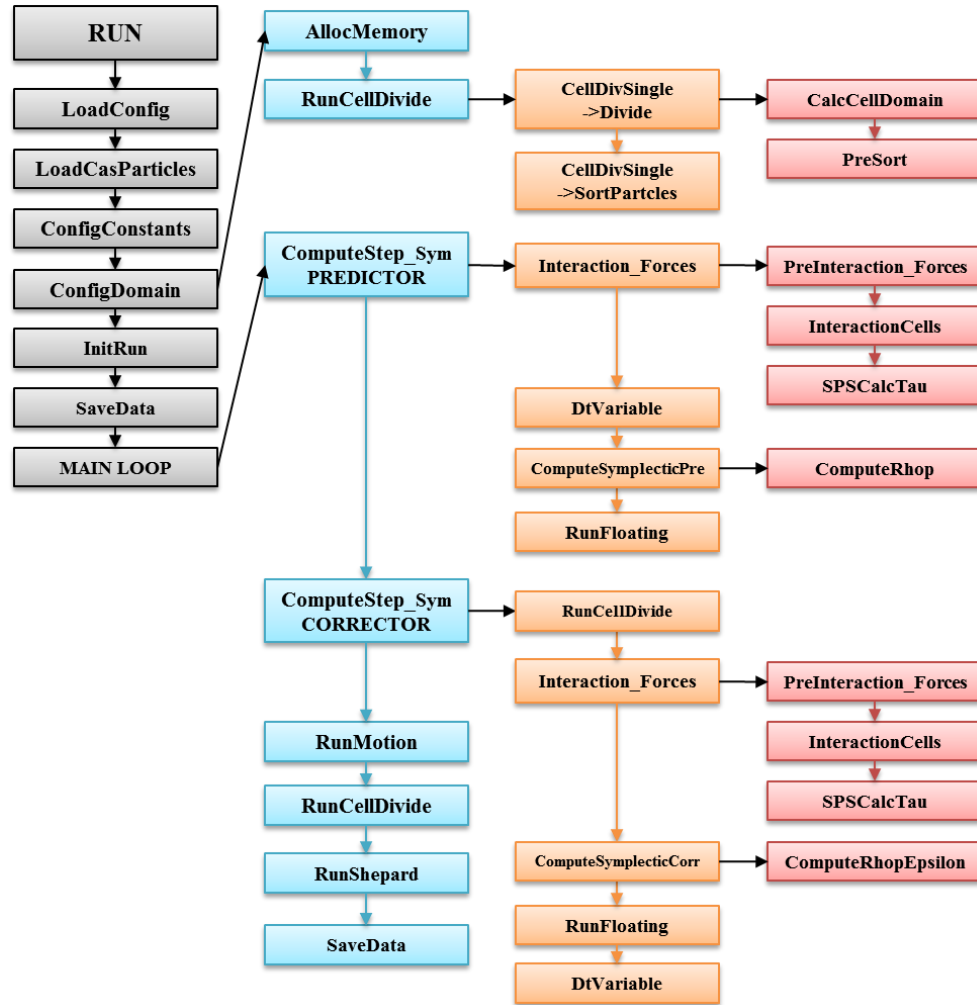 RUN
LoadConfig
LoadCasParticles
ConfigConstants
ConfigDomain
InitRun
SaveData
MAIN LOOP
AllocMemory
RunCellDivide
CellDivSingle
->Divide
CellDivSingle
->SortPartcles
CalcCellDomain
PreSort
ComputeStep_Sym
PREDICTOR
Interaction_Forces
DtVariable
ComputeSymplecticPre
RunFloating
PreInteraction_Forces
InteractionCells
SPSCalcTau
ComputeRhop
ComputeStep_Sym
CORRECTOR
RunMotion
RunCellDivide
RunShepard
SaveData
RunCellDivide
Interaction_Forces
ComputeSymplecticCorr
RunFloating
DtVariable
PreInteraction_Forces
InteractionCells
SPSCalcTau
ComputeRhopEpsilon